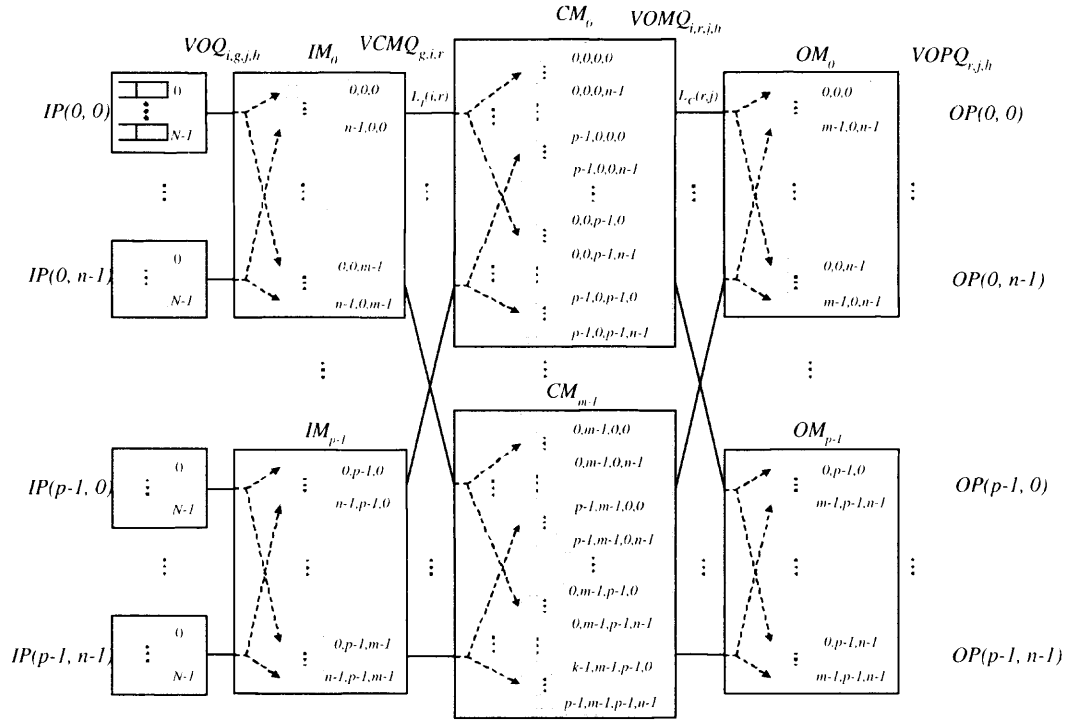 CM_0
VOQ_{i,g,j,h} IM_0 VCMQ_{g,i,r} VOMQ_{i,r,j,h} OM_0 VOPQ_{r,j,h}
IP(0, 0)
0
N-1
0,0,0
n-1,0,0
L_I(i,r)
0,0,0,0
0,0,0,n-1
p-1,0,0,0
p-1,0,0,n-1
0,0,p-1,0
0,0,p-1,n-1
p-1,0,p-1,0
p-1,0,p-1,n-1
L_C(r,j)
0,0,0
m-1,0,n-1
OP(0, 0)
IP(0, n-1)
0
N-1
0,0,m-1
n-1,0,m-1
0,0,n-1
m-1,0,n-1
OP(0, n-1)
CM_{m-1}
IM_{p-1}
OM_{p-1}
IP(p-1, 0)
0
N-1
0,p-1,0
n-1,p-1,0
0,m-1,0,0
0,m-1,0,n-1
p-1,m-1,0,0
p-1,m-1,0,n-1
0,m-1,p-1,0
0,m-1,p-1,n-1
k-1,m-1,p-1,0
p-1,m-1,p-1,n-1
0,p-1,0
m-1,p-1,n-1
OP(p-1, 0)
IP(p-1, n-1)
0
N-1
0,p-1,m-1
n-1,p-1,m-1
0,p-1,n-1
m-1,p-1,n-1
OP(p-1, n-1)